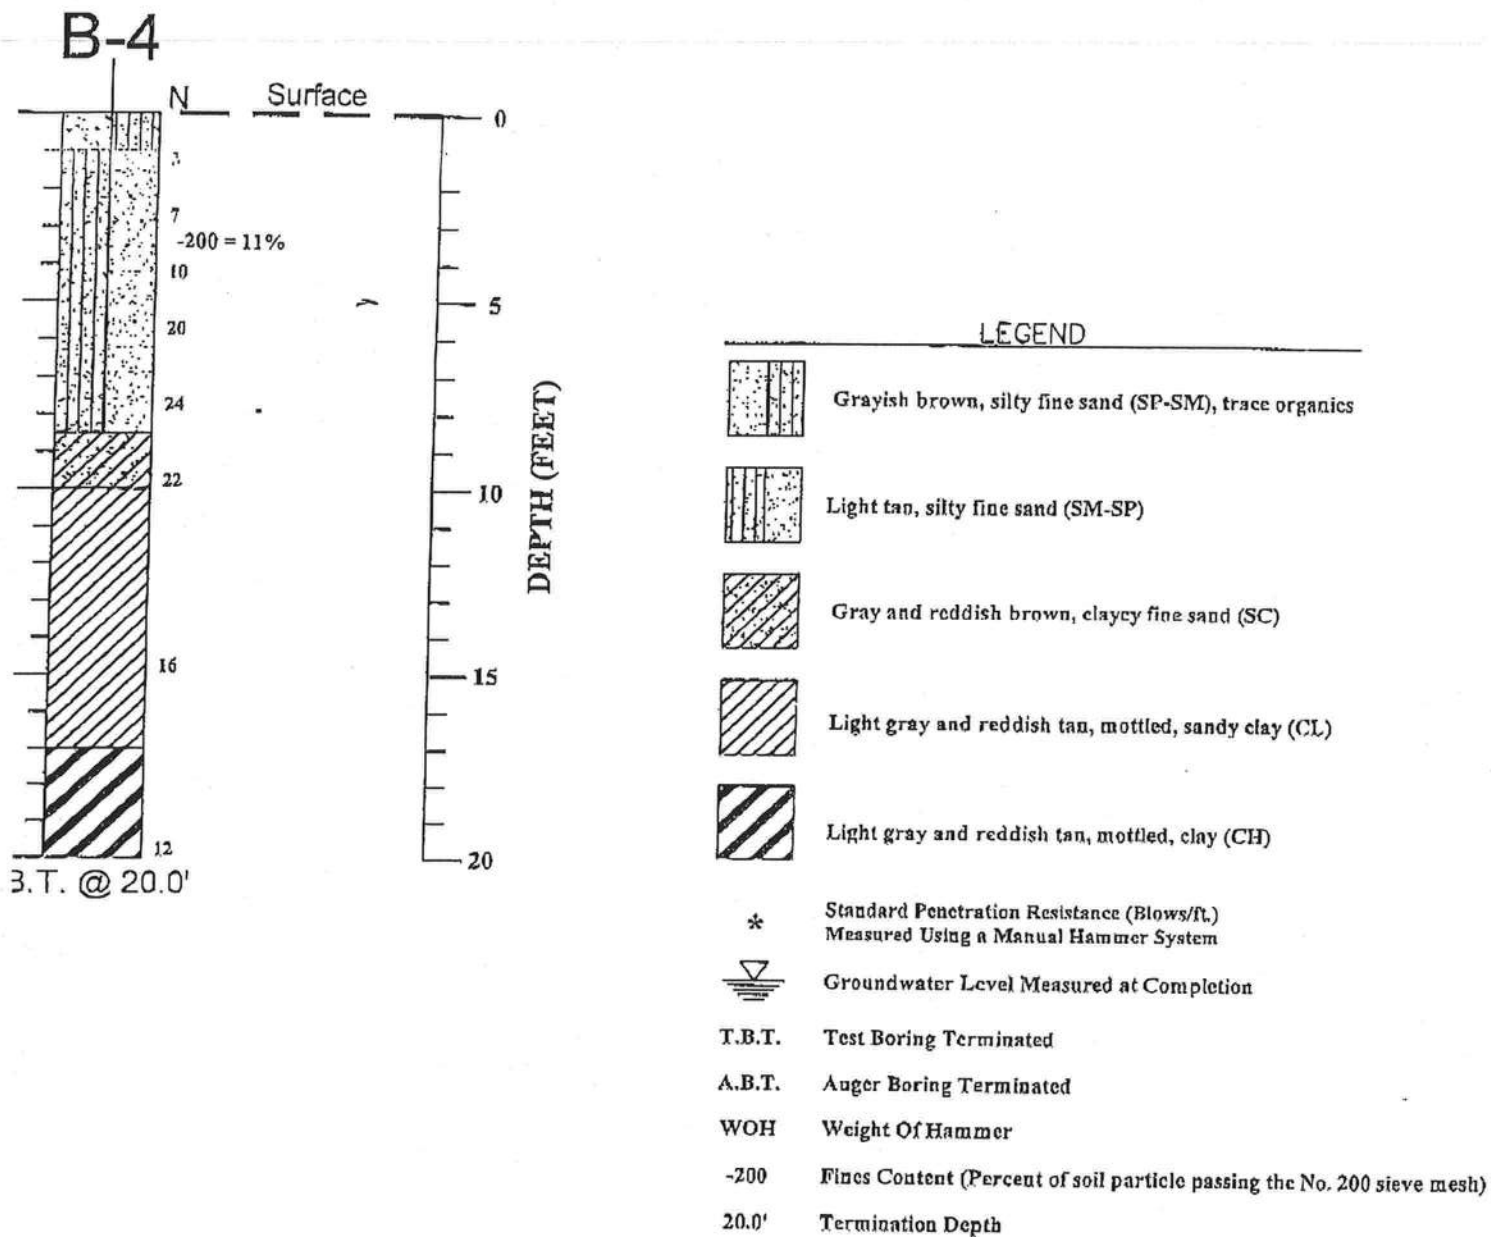 B-4
N
Surface
0
3
7
-200 = 11%
10
5
20
24
22
10
16
15
12
20
B.T. @ 20.0'
DEPTH (FEET)
LEGEND
Grayish brown, silty fine sand (SP-SM), trace organics
Light tan, silty fine sand (SM-SP)
Gray and reddish brown, clayey fine sand (SC)
Light gray and reddish tan, mottled, sandy clay (CL)
Light gray and reddish tan, mottled, clay (CH)
* Standard Penetration Resistance (Blows/ft.)
Measured Using a Manual Hammer System
Groundwater Level Measured at Completion
T.B.T. Test Boring Terminated
A.B.T. Auger Boring Terminated
WOH Weight Of Hammer
-200 Fines Content (Percent of soil particle passing the No. 200 sieve mesh)
20.0' Termination Depth